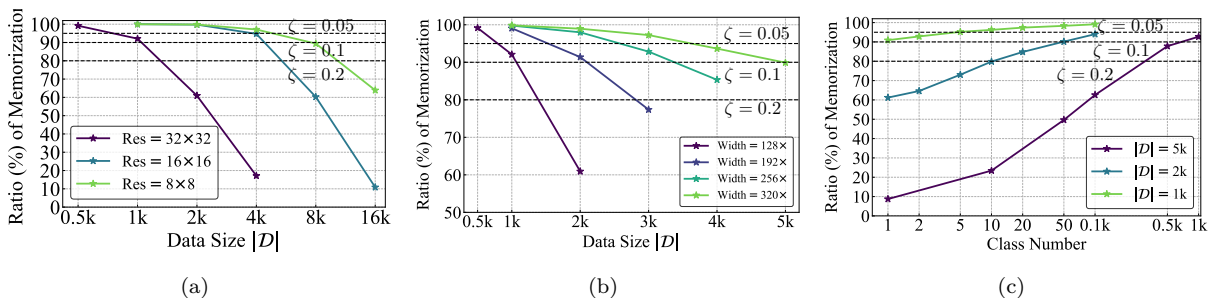 Ratio (%) of Memorization
100
90
80
70
60
50
40
30
20
10
0
ζ = 0.05
ζ = 0.1
ζ = 0.2
Res = 32×32
Res = 16×16
Res = 8×8
0.5k 1k 2k 4k 8k 16k
Data Size |D|
(a)
Ratio (%) of Memorization
100
90
80
70
60
50
ζ = 0.05
ζ = 0.1
ζ = 0.2
Width = 128×
Width = 192×
Width = 256×
Width = 320×
0.5k 1k 2k 3k 4k 5k
Data Size |D|
(b)
Ratio (%) of Memorization
100
90
80
70
60
50
40
30
20
10
0
ζ = 0.05
ζ = 0.1
ζ = 0.2
|D| = 5k
|D| = 2k
|D| = 1k
1 2 5 10 20 50 0.1k 0.5k 1k
Class Number
(c)